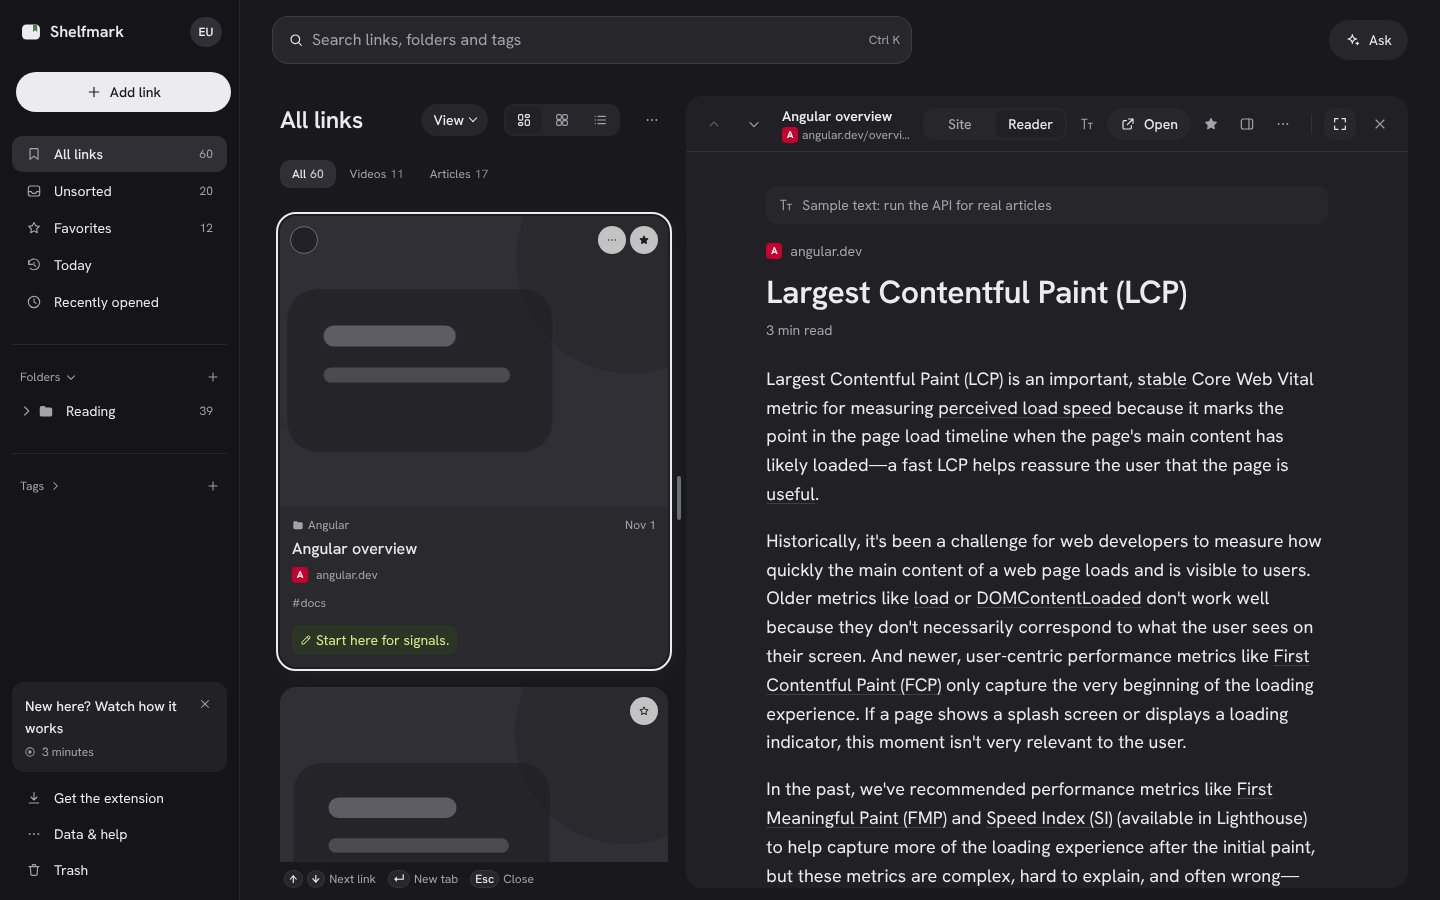 Shelfmark
EU
Add link
All links 60
Unsorted 20
Favorites 12
Today
Recently opened
Folders
Reading 39
Tags
New here? Watch how it
works
3 minutes
Get the extension
Data & help
Trash
Search links, folders and tags Ctrl K
Ask
All links
View
All 60 Videos 11 Articles 17
Angular Nov 1
Angular overview
A angular.dev
#docs
Start here for signals.
Next link New tab Esc Close
Angular overview
A angular.dev/overvi...
Site Reader Tт Open
Tт Sample text: run the API for real articles
A angular.dev
Largest Contentful Paint (LCP)
3 min read
Largest Contentful Paint (LCP) is an important, stable Core Web Vital
metric for measuring perceived load speed because it marks the
point in the page load timeline when the page's main content has
likely loaded—a fast LCP helps reassure the user that the page is
useful.
Historically, it's been a challenge for web developers to measure how
quickly the main content of a web page loads and is visible to users.
Older metrics like load or DOMContentLoaded don't work well
because they don't necessarily correspond to what the user sees on
their screen. And newer, user-centric performance metrics like First
Contentful Paint (FCP) only capture the very beginning of the loading
experience. If a page shows a splash screen or displays a loading
indicator, this moment isn't very relevant to the user.
In the past, we've recommended performance metrics like First
Meaningful Paint (FMP) and Speed Index (SI) (available in Lighthouse)
to help capture more of the loading experience after the initial paint,
but these metrics are complex, hard to explain, and often wrong—